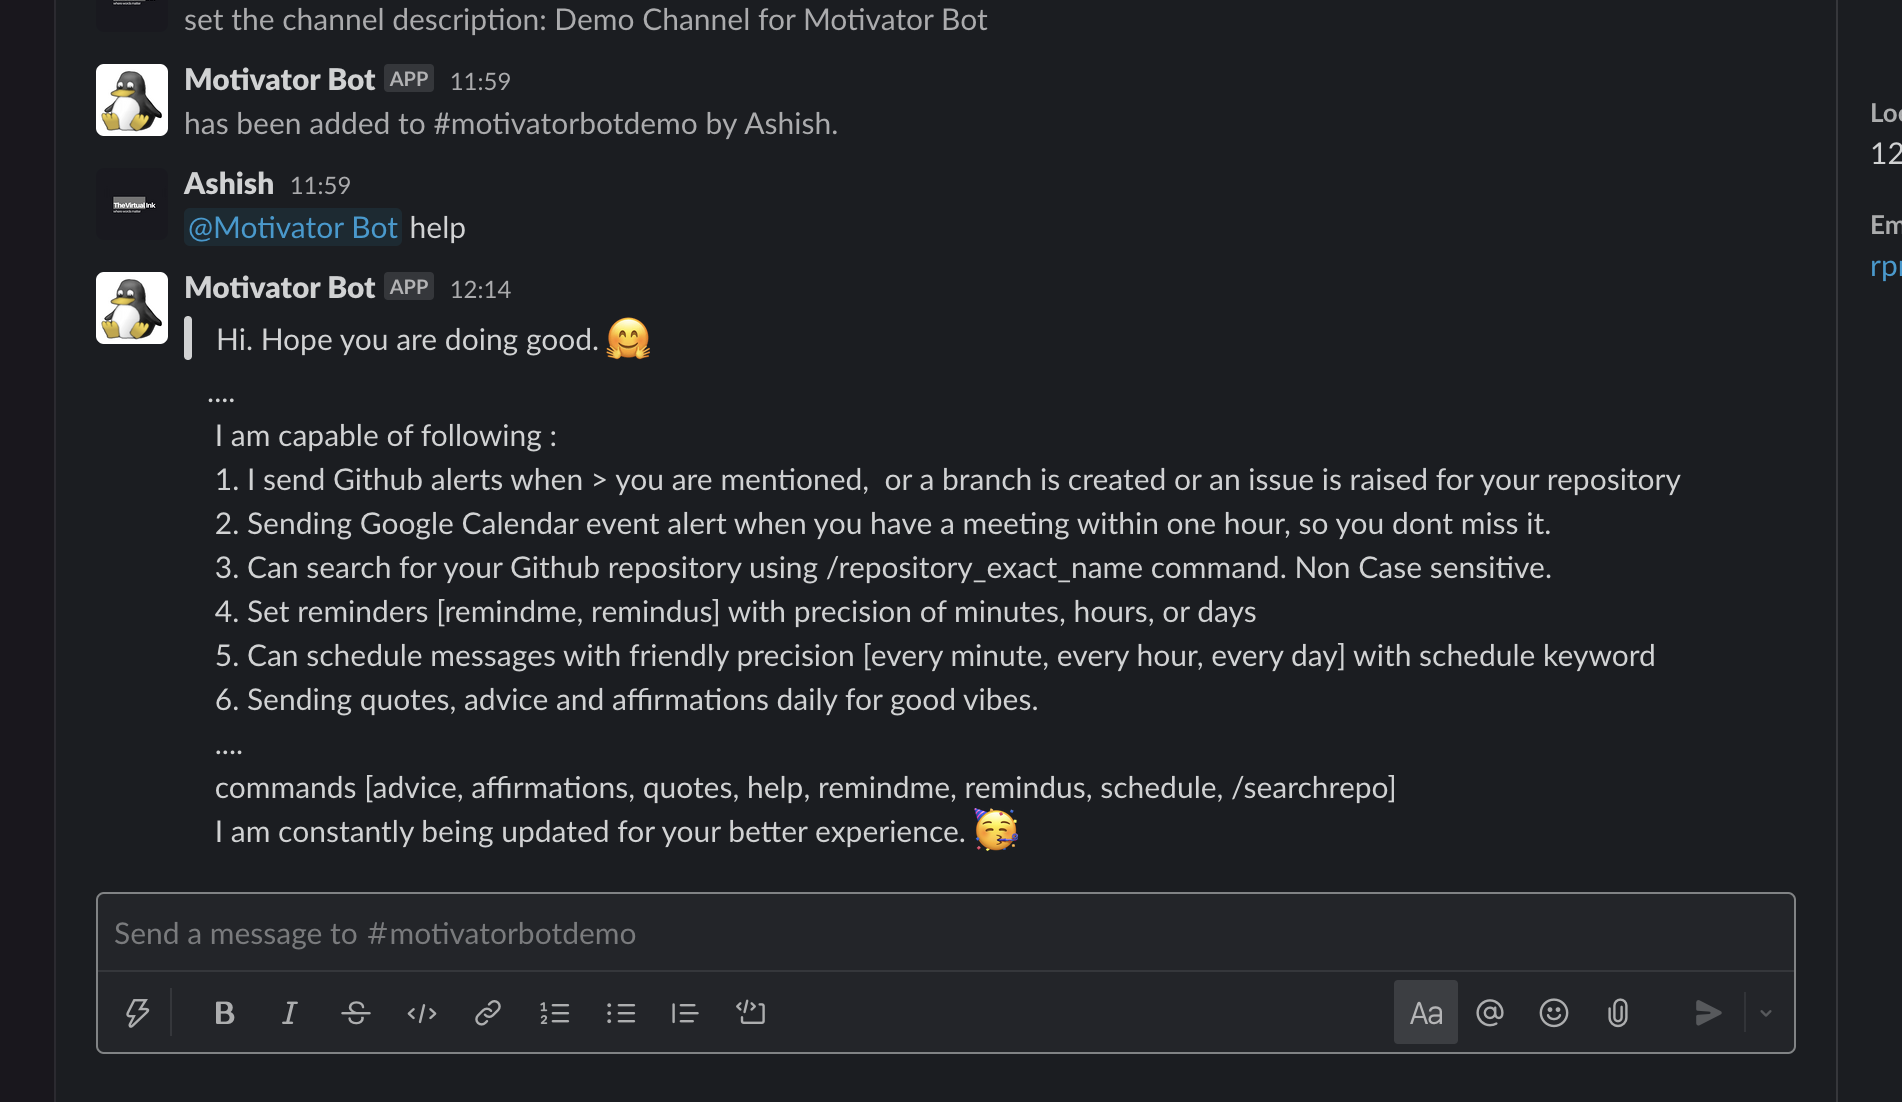 set the channel description: Demo Channel for Motivator Bot
Motivator Bot APP 11:59
has been added to #motivatorbotdemo by Ashish.
Ashish 11:59
TheVirtualInk
@Motivator Bot help
Motivator Bot APP 12:14
Hi. Hope you are doing good. 🤗
....
I am capable of following :
1. I send Github alerts when > you are mentioned,  or a branch is created or an issue is raised for your repository
2. Sending Google Calendar event alert when you have a meeting within one hour, so you dont miss it.
3. Can search for your Github repository using /repository_exact_name command. Non Case sensitive.
4. Set reminders [remindme, remindus] with precision of minutes, hours, or days
5. Can schedule messages with friendly precision [every minute, every hour, every day] with schedule keyword
6. Sending quotes, advice and affirmations daily for good vibes.
....
commands [advice, affirmations, quotes, help, remindme, remindus, schedule, /searchrepo]
I am constantly being updated for your better experience. 🥳
Send a message to #motivatorbotdemo
B I S </> Aa @
12